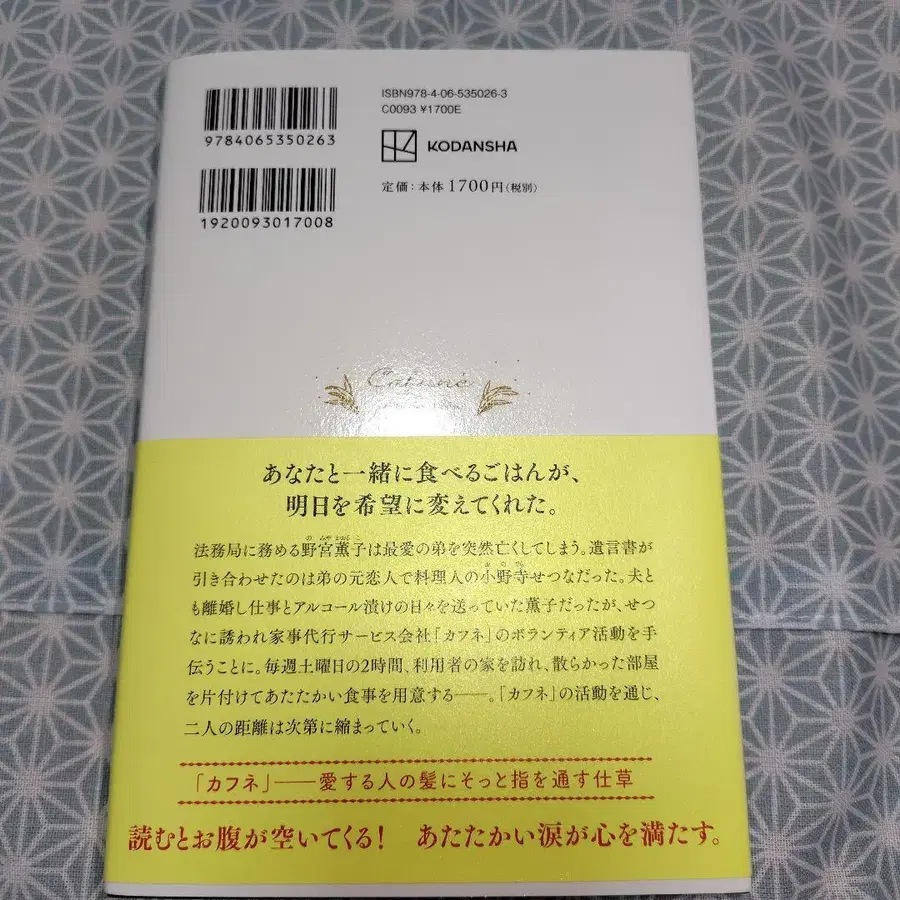 9784065350263
1920093017008
ISBN978-4-06-535026-3
C0093 ¥1700E
KODANSHA
定価：本体1700円（税別）
Cafuné
あなたと一緒に食べるごはんが、
明日を希望に変えてくれた。
法務局に務める野宮薫子は最愛の弟を突然亡くしてしまう。遺言書が
引き合わせたのは弟の元恋人で料理人の小野寺せつなだった。夫と
も離婚し仕事とアルコール漬けの日々を送っていた薫子だったが、せつ
なに誘われ家事代行サービス会社「カフネ」のボランティア活動を手
伝うことに。毎週土曜日の2時間、利用者の家を訪れ、散らかった部屋
を片付けてあたたかい食事を用意する――。「カフネ」の活動を通じ、
二人の距離は次第に縮まっていく。
「カフネ」――愛する人の髪にそっと指を通す仕草
読むとお腹が空いてくる！　あたたかい涙が心を満たす。